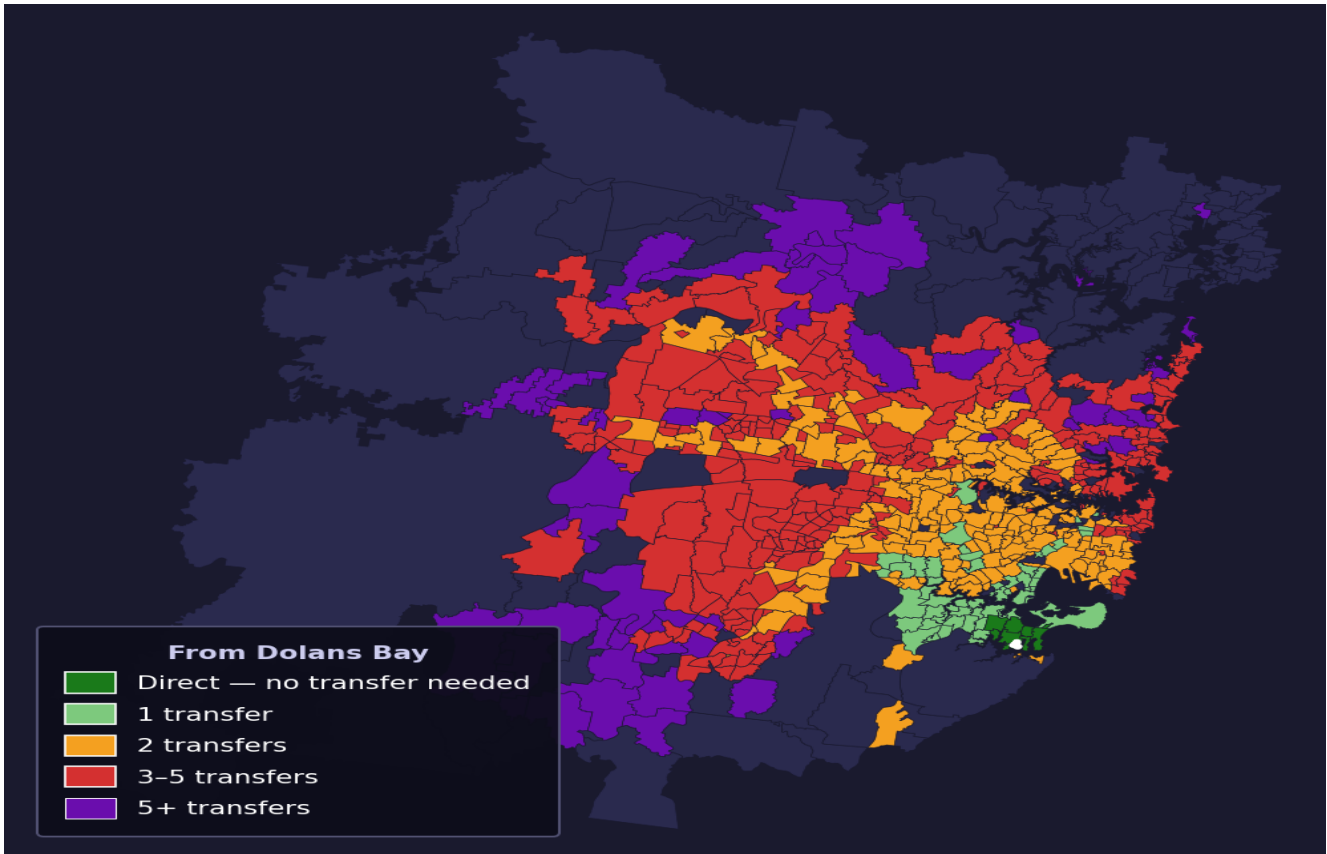 From Dolans Bay
Direct — no transfer needed
1 transfer
2 transfers
3–5 transfers
5+ transfers